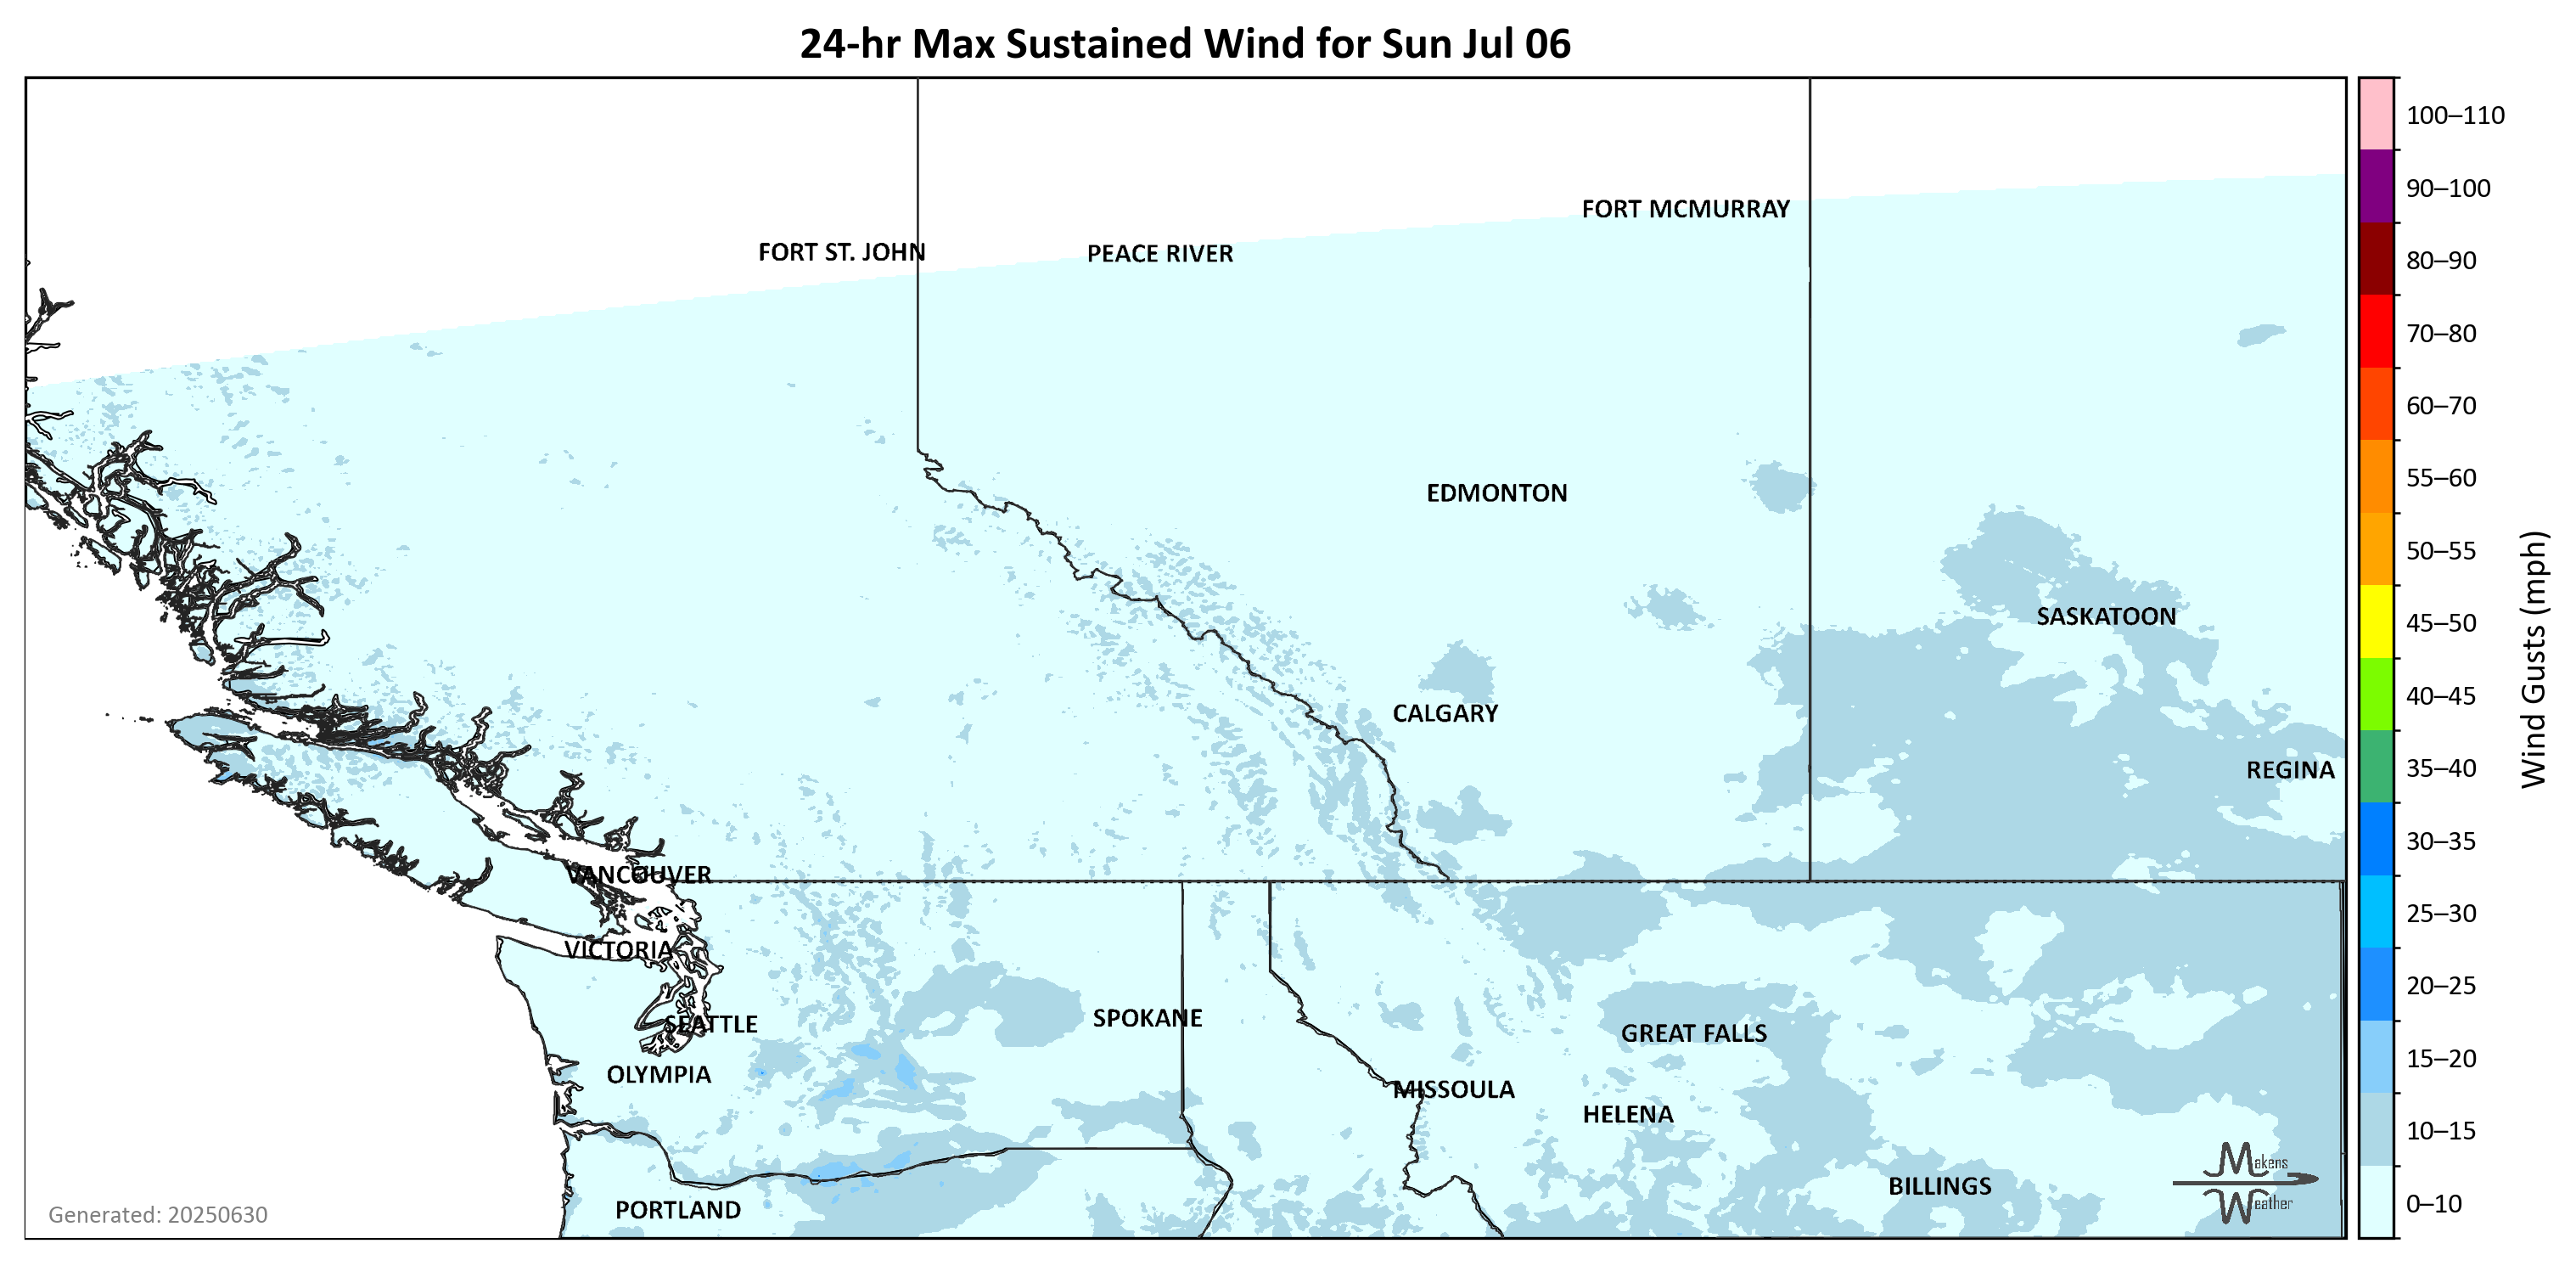 24-hr Max Sustained Wind for Sun Jul 06
100–110
FORT MCMURRAY
90–100
FORT ST. JOHN
PEACE RIVER
80–90
70–80
60–70
EDMONTON
55–60
50–55
SASKATOON
45–50
Wind Gusts (mph)
40–45
CALGARY
REGINA
35–40
30–35
VANCOUVER
25–30
VICTORIA
20–25
SPOKANE
SEATTLE
GREAT FALLS
15–20
OLYMPIA
MISSOULA
HELENA
10–15
Makens
Weather
BILLINGS
0–10
PORTLAND
Generated: 20250630